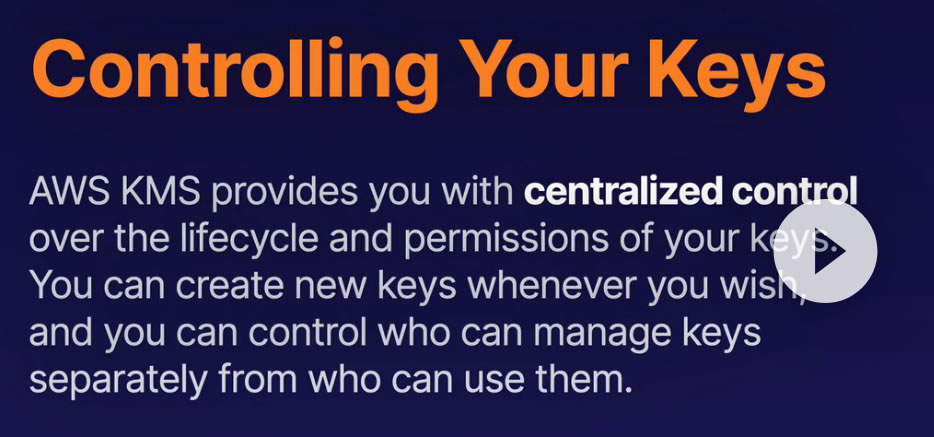 Controlling Your Keys
AWS KMS provides you with centralized control
over the lifecycle and permissions of your keys.
You can create new keys whenever you wish,
and you can control who can manage keys
separately from who can use them.